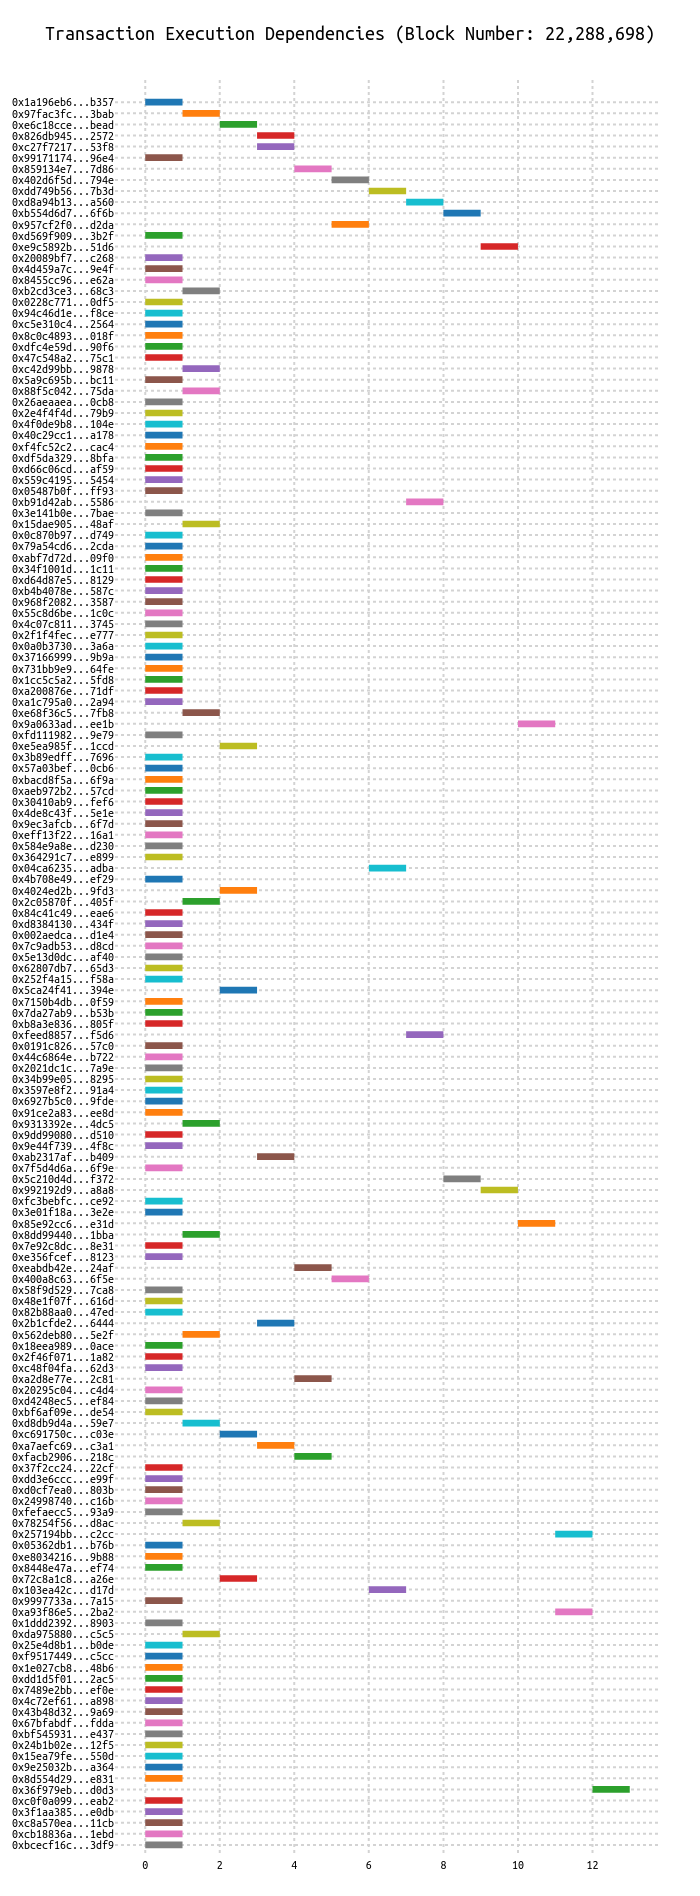 Transaction Execution Dependencies (Block Number: 22,288,698)
0x1a196eb6...b357
0x97fac3fc...3bab
0xe6c18cce...bead
0x826db945...2572
0xc27f7217...53f8
0x99171174...96e4
0x859134e7...7d86
0x402d6f5d...794e
0xdd749b56...7b3d
0xd8a94b13...a560
0xb554d6d7...6f6b
0x957cf2f0...d2da
0xd569f909...3b2f
0xe9c5892b...51d6
0x20089bf7...c268
0x4d459a7c...9e4f
0x8455cc96...e62a
0xb2cd3ce3...68c3
0x0228c771...0df5
0x94c46d1e...f8ce
0xc5e310c4...2564
0x8c0c4893...018f
0xdfc4e59d...90f6
0x47c548a2...75c1
0xc42d99bb...9878
0x5a9c695b...bc11
0x88f5c042...75da
0x26aeaaea...0cb8
0x2e4f4f4d...79b9
0x4f0de9b8...104e
0x40c29cc1...a178
0xf4fc52c2...cac4
0xdf5da329...8bfa
0xd66c06cd...af59
0x559c4195...5454
0x05487b0f...ff93
0xb91d42ab...5586
0x3e141b0e...7bae
0x15dae905...48af
0x0c870b97...d749
0x79a54cd6...2cda
0xabf7d72d...09f0
0x34f1001d...1c11
0xd64d87e5...8129
0xb4b4078e...587c
0x968f2082...3587
0x55c8d6be...1c0c
0x4c07c811...3745
0x2f1f4fec...e777
0x0a0b3730...3a6a
0x37166999...9b9a
0x731bb9e9...64fe
0x1cc5c5a2...5fd8
0xa200876e...71df
0xa1c795a0...2a94
0xe68f36c5...7fb8
0x9a0633ad...ee1b
0xfd111982...9e79
0xe5ea985f...1ccd
0x3b89edff...7696
0x57a03bef...0cb6
0xbacd8f5a...6f9a
0xaeb972b2...57cd
0x30410ab9...fef6
0x4de8c43f...5e1e
0x9ec3afcb...6f7d
0xeff13f22...16a1
0x584e9a8e...d230
0x364291c7...e899
0x04ca6235...adba
0x4b708e49...ef29
0x4024ed2b...9fd3
0x2c05870f...405f
0x84c41c49...eae6
0xd8384130...434f
0x002aedca...d1e4
0x7c9adb53...d8cd
0x5e13d0dc...af40
0x62807db7...65d3
0x252f4a15...f58a
0x5ca24f41...394e
0x7150b4db...0f59
0x7da27ab9...b53b
0xb8a3e836...805f
0xfeed8857...f5d6
0x0191c826...57c0
0x44c6864e...b722
0x2021dc1c...7a9e
0x34b99e05...8295
0x3597e8f2...91a4
0x6927b5c0...9fde
0x91ce2a83...ee8d
0x9313392e...4dc5
0x9dd99080...d510
0x9e44f739...4f8c
0xab2317af...b409
0x7f5d4d6a...6f9e
0x5c210d4d...f372
0x992192d9...a8a8
0xfc3bebfc...ce92
0x3e01f18a...3e2e
0x85e92cc6...e31d
0x8dd99440...1bba
0x7e92c8dc...8e31
0xe356fcef...8123
0xeabdb42e...24af
0x400a8c63...6f5e
0x58f9d529...7ca8
0x48e1f07f...616d
0x82b88aa0...47ed
0x2b1cfde2...6444
0x562deb80...5e2f
0x18eea989...0ace
0x2f46f071...1a82
0xc48f04fa...62d3
0xa2d8e77e...2c81
0x20295c04...c4d4
0xd4248ec5...ef84
0xbf6af09e...de54
0xd8db9d4a...59e7
0xc691750c...c03e
0xa7aefc69...c3a1
0xfacb2906...218c
0x37f2cc24...22cf
0xdd3e6ccc...e99f
0xd0cf7ea0...803b
0x24998740...c16b
0xfefaecc5...93a9
0x78254f56...d8ac
0x257194bb...c2cc
0x05362db1...b76b
0xe8034216...9b88
0x8448e47a...ef74
0x72c8a1c8...a26e
0x103ea42c...d17d
0x9997733a...7a15
0xa93f86e5...2ba2
0x1ddd2392...8903
0xda975880...c5c5
0x25e4d8b1...b0de
0xf9517449...c5cc
0x1e027cb8...48b6
0xdd1d5f01...2ac5
0x7489e2bb...ef0e
0x4c72ef61...a898
0x43b48d32...9a69
0x67bfabdf...fdda
0xbf545931...e437
0x24b1b02e...12f5
0x15ea79fe...550d
0x9e25032b...a364
0x8d554d29...e831
0x36f979eb...d0d3
0xc0f0a099...eab2
0x3f1aa385...e0db
0xc8a570ea...11cb
0xcb18836a...1ebd
0xbcecf16c...3df9
0 2 4 6 8 10 12